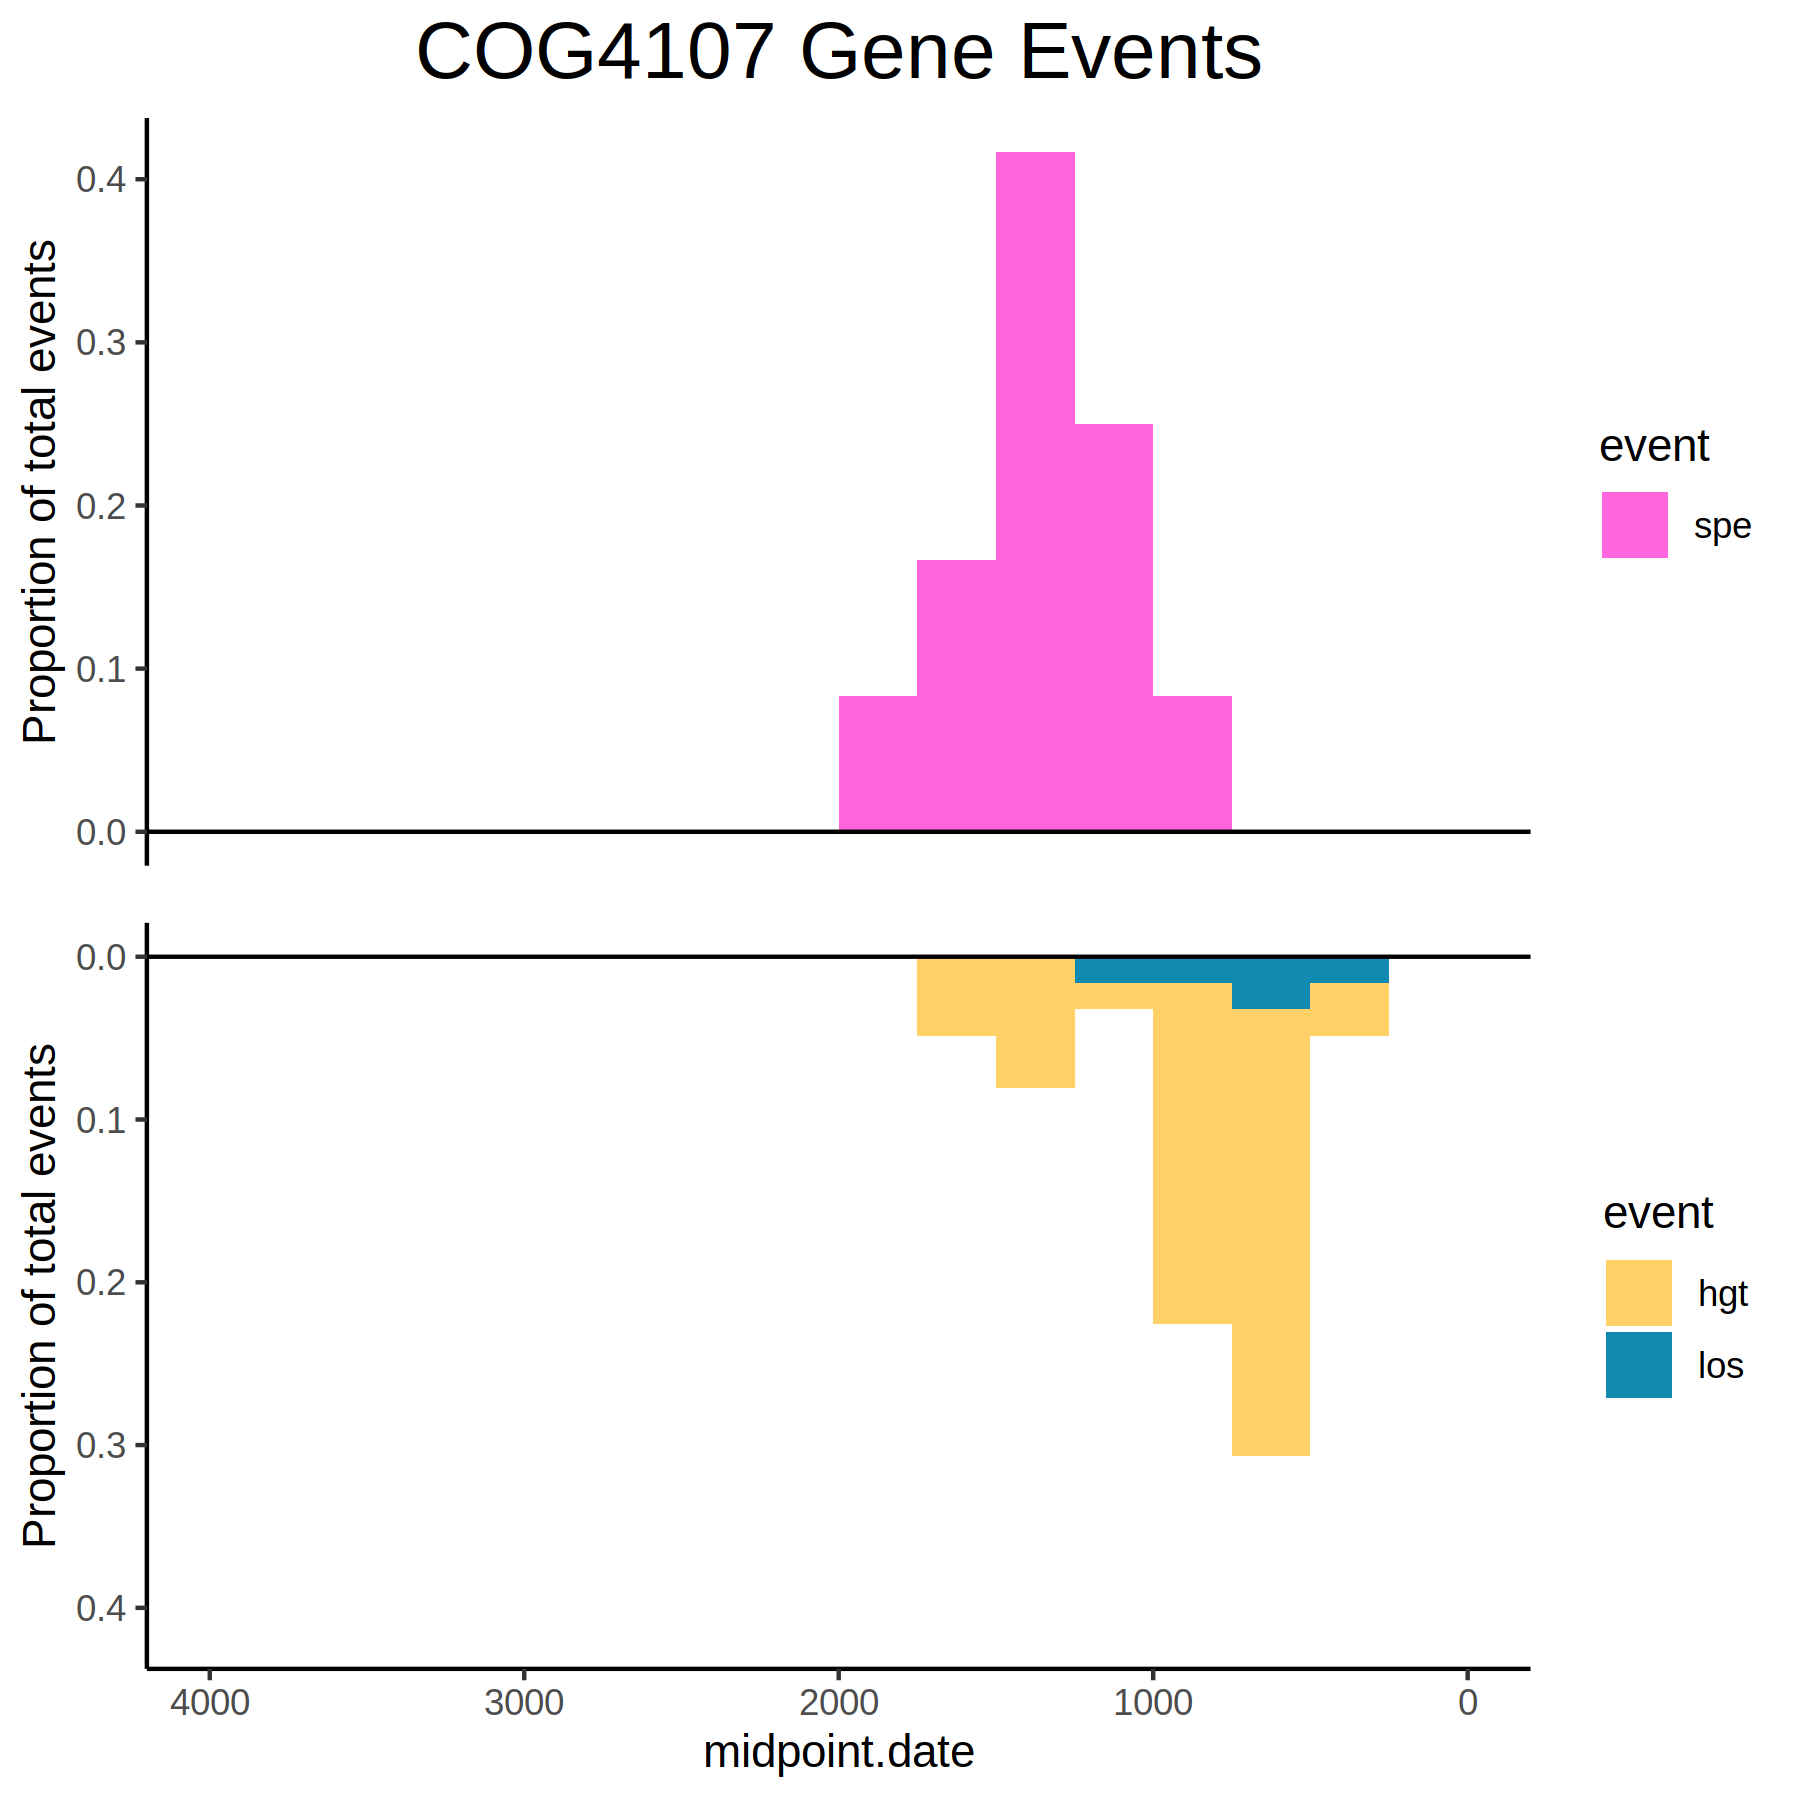 COG4107 Gene Events
Proportion of total events
0.4
0.3
0.2
0.1
0.0
event
spe
Proportion of total events
0.0
0.1
0.2
0.3
0.4
event
hgt
los
4000 3000 2000 1000 0
midpoint.date